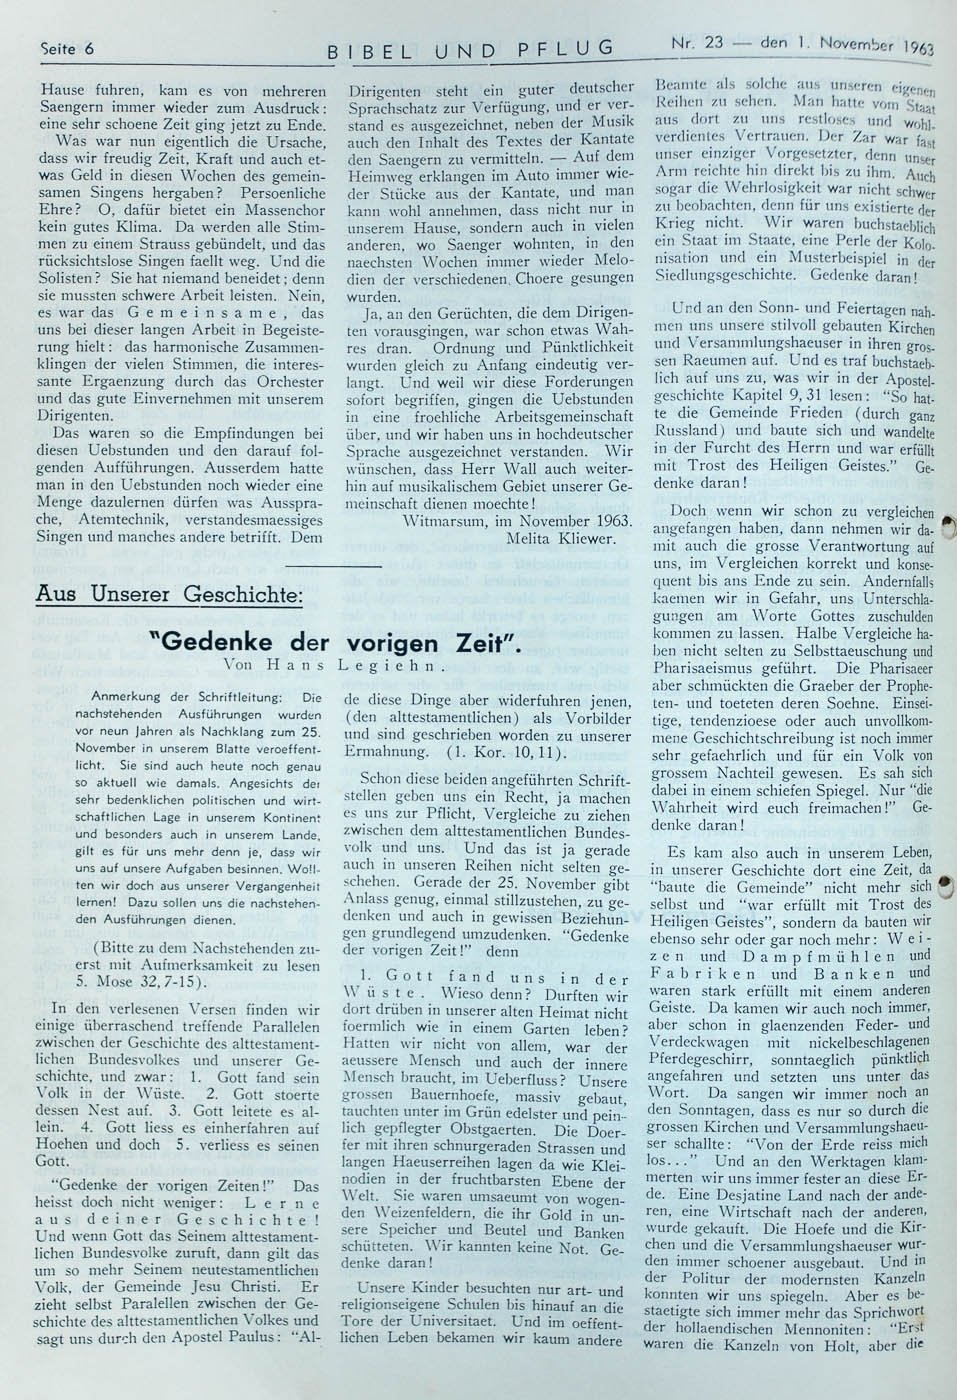 Seite 6
BIBEL UND PFLUG
Nr. 23 — den 1. November 1963
Hause fuhren, kam es von mehreren
Saengern immer wieder zum Ausdruck:
eine sehr schoene Zeit ging jetzt zu Ende.
Was war nun eigentlich die Ursache,
dass wir freudig Zeit, Kraft und auch et-
was Geld in diesen Wochen des gemein-
samen Singens hergaben? Persoenliche
Ehre? O, dafür bietet ein Massenchor
kein gutes Klima. Da werden alle Stim-
men zu einem Strauss gebündelt, und das
rücksichtslose Singen faellt weg. Und die
Solisten? Sie hat niemand beneidet; denn
sie mussten schwere Arbeit leisten. Nein,
es war das G e m e i n s a m e , das
uns bei dieser langen Arbeit in Begeiste-
rung hielt: das harmonische Zusammen-
klingen der vielen Stimmen, die interes-
sante Ergaenzung durch das Orchester
und das gute Einvernehmen mit unserem
Dirigenten.
Das waren so die Empfindungen bei
diesen Uebstunden und den darauf fol-
genden Aufführungen. Ausserdem hatte
man in den Uebstunden noch wieder eine
Menge dazulernen dürfen was Ausspra-
che, Atemtechnik, verstandesmaessiges
Singen und manches andere betrifft. Dem
Dirigenten steht ein guter deutscher
Sprachschatz zur Verfügung, und er ver-
stand es ausgezeichnet, neben der Musik
auch den Inhalt des Textes der Kantate
den Saengern zu vermitteln. — Auf dem
Heimweg erklangen im Auto immer wie-
der Stücke aus der Kantate, und man
kann wohl annehmen, dass nicht nur in
unserem Hause, sondern auch in vielen
anderen, wo Saenger wohnten, in den
naechsten Wochen immer wieder Melo-
dien der verschiedenen Choere gesungen
wurden.
Ja, an den Gerüchten, die dem Dirigen-
ten vorausgingen, war schon etwas Wah-
res dran. Ordnung und Pünktlichkeit
wurden gleich zu Anfang eindeutig ver-
langt. Und weil wir diese Forderungen
sofort begriffen, gingen die Uebstunden
in eine froehliche Arbeitsgemeinschaft
über, und wir haben uns in hochdeutscher
Sprache ausgezeichnet verstanden. Wir
wünschen, dass Herr Wall auch weiter-
hin auf musikalischem Gebiet unserer Ge-
meinschaft dienen moechte!
Witmarsum, im November 1963.
Melita Kliewer.
Aus Unserer Geschichte:
"Gedenke der vorigen Zeit".
Von H a n s L e g i e h n .
Anmerkung der Schriftleitung: Die
nachstehenden Ausführungen wurden
vor neun Jahren als Nachklang zum 25.
November in unserem Blatte veroeffent-
licht. Sie sind auch heute noch genau
so aktuell wie damals. Angesichts der
sehr bedenklichen politischen und wirt-
schaftlichen Lage in unserem Kontinent
und besonders auch in unserem Lande,
gilt es für uns mehr denn je, dass wir
uns auf unsere Aufgaben besinnen. Woll-
ten wir doch aus unserer Vergangenheit
lernen! Dazu sollen uns die nachstehen-
den Ausführungen dienen.
(Bitte zu dem Nachstehenden zu-
erst mit Aufmerksamkeit zu lesen
5. Mose 32, 7-15).
In den verlesenen Versen finden wir
einige überraschend treffende Parallelen
zwischen der Geschichte des alttestament-
lichen Bundesvolkes und unserer Ge-
schichte, und zwar: 1. Gott fand sein
Volk in der Wüste. 2. Gott stoerte
dessen Nest auf. 3. Gott leitete es al-
lein. 4. Gott liess es einherfahren auf
Hoehen und doch 5. verliess es seinen
Gott.
"Gedenke der vorigen Zeiten!" Das
heisst doch nicht weniger: L e r n e
a u s d e i n e r G e s c h i c h t e !
Und wenn Gott das Seinem alttestament-
lichen Bundesvolke zuruft, dann gilt das
um so mehr Seinem neutestamentlichen
Volk, der Gemeinde Jesu Christi. Er
zieht selbst Paralellen zwischen der Ge-
schichte des alttestamentlichen Volkes und
sagt uns durch den Apostel Paulus: "Al-
de diese Dinge aber widerfuhren jenen,
(den alttestamentlichen) als Vorbilder
und sind geschrieben worden zu unserer
Ermahnung. (1. Kor. 10, 11).
Schon diese beiden angeführten Schrift-
stellen geben uns ein Recht, ja machen
es uns zur Pflicht, Vergleiche zu ziehen
zwischen dem alttestamentlichen Bundes-
volk und uns. Und das ist ja gerade
auch in unseren Reihen nicht selten ge-
schehen. Gerade der 25. November gibt
Anlass genug, einmal stillzustehen, zu ge-
denken und auch in gewissen Beziehun-
gen grundlegend umzudenken. "Gedenke
der vorigen Zeit!" denn
1. G o t t f a n d u n s i n d e r
W ü s t e . Wieso denn? Durften wir
dort drüben in unserer alten Heimat nicht
foermlich wie in einem Garten leben?
Hatten wir nicht von allem, war der
aeussere Mensch und auch der innere
Mensch braucht, im Ueberfluss? Unsere
grossen Bauernhoefe, massiv gebaut,
tauchten unter im Grün edelster und pein-
lich gepflegter Obstgaerten. Die Doer-
fer mit ihren schnurgeraden Strassen und
langen Haeuserreihen lagen da wie Klei-
nodien in der fruchtbarsten Ebene der
Welt. Sie waren umsaeumt von wogen-
den Weizenfeldern, die ihr Gold in un-
sere Speicher und Beutel und Banken
schütteten. Wir kannten keine Not. Ge-
denke daran!
Unsere Kinder besuchten nur art- und
religionseigene Schulen bis hinauf an die
Tore der Universitaet. Und im oeffent-
lichen Leben bekamen wir kaum andere
Beamte als solche aus unseren eigenen
Reihen zu sehen. Man hatte vom Staat
aus dort zu uns restloses und wohl-
verdientes Vertrauen. Der Zar war fast
unser einziger Vorgesetzter, denn unser
Arm reichte hin direkt bis zu ihm. Auch
sogar die Wehrlosigkeit war nicht schwer
zu beobachten, denn für uns existierte der
Krieg nicht. Wir waren buchstaeblich
ein Staat im Staate, eine Perle der Kolo-
nisation und ein Musterbeispiel in der
Siedlungsgeschichte. Gedenke daran!
Und an den Sonn- und Feiertagen nah-
men uns unsere stilvoll gebauten Kirchen
und Versammlungshaeuser in ihren gros-
sen Raeumen auf. Und es traf buchstaeb-
lich auf uns zu, was wir in der Apostel-
geschichte Kapitel 9, 31 lesen: "So hat-
te die Gemeinde Frieden (durch ganz
Russland) und baute sich und wandelte
in der Furcht des Herrn und war erfüllt
mit Trost des Heiligen Geistes." Ge-
denke daran!
Doch wenn wir schon zu vergleichen
angefangen haben, dann nehmen wir da-
mit auch die grosse Verantwortung auf
uns, im Vergleichen korrekt und konse-
quent bis ans Ende zu sein. Andernfalls
kaemen wir in Gefahr, uns Unterschla-
gungen am Worte Gottes zuschulden
kommen zu lassen. Halbe Vergleiche ha-
ben nicht selten zu Selbsttaeuschung und
Pharisaeismus geführt. Die Pharisaeer
aber schmückten die Graeber der Prophe-
ten- und toeteten deren Soehne. Einsei-
tige, tendenzioese oder auch unvollkom-
mene Geschichtschreibung ist noch immer
sehr gefaehrlich und für ein Volk von
grossem Nachteil gewesen. Es sah sich
dabei in einem schiefen Spiegel. Nur "die
Wahrheit wird euch freimachen!" Ge-
denke daran!
Es kam also auch in unserem Leben,
in unserer Geschichte dort eine Zeit, da
"baute die Gemeinde" nicht mehr sich
selbst und "war erfüllt mit Trost des
Heiligen Geistes", sondern da bauten wir
ebenso sehr oder gar noch mehr: W e i -
z e n und D a m p f m ü h l e n und
F a b r i k e n und B a n k e n und
waren stark erfüllt mit einem anderen
Geiste. Da kamen wir auch noch immer,
aber schon in glaenzenden Feder- und
Verdeckwagen mit nickelbeschlagenen
Pferdegeschirr, sonntaeglich pünktlich
angefahren und setzten uns unter das
Wort. Da sangen wir immer noch an
den Sonntagen, dass es nur so durch die
grossen Kirchen und Versammlungshaeu-
ser schallte: "Von der Erde reiss mich
los..." Und an den Werktagen klam-
merten wir uns immer fester an diese Er-
de. Eine Desjatine Land nach der ande-
ren, eine Wirtschaft nach der anderen,
wurde gekauft. Die Hoefe und die Kir-
chen und die Versammlungshaeuser wur-
den immer schoener ausgebaut. Und in
der Politur der modernsten Kanzeln
konnten wir uns spiegeln. Aber es be-
staetigte sich immer mehr das Sprichwort
der hollaendischen Mennoniten: "Erst
waren die Kanzeln von Holt, aber die